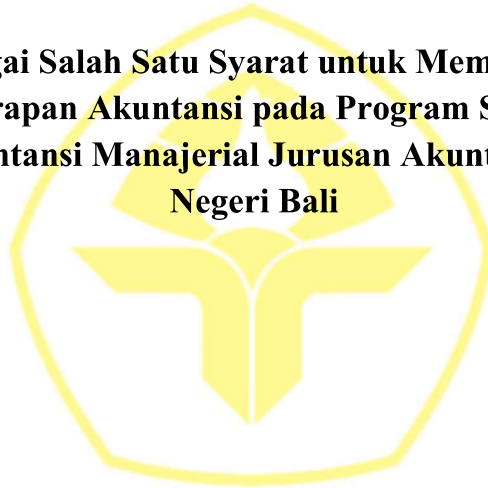 gai Salah Satu Syarat untuk Mem
rapan Akuntansi pada Program S
ntansi Manajerial Jurusan Akunt
Negeri Bali